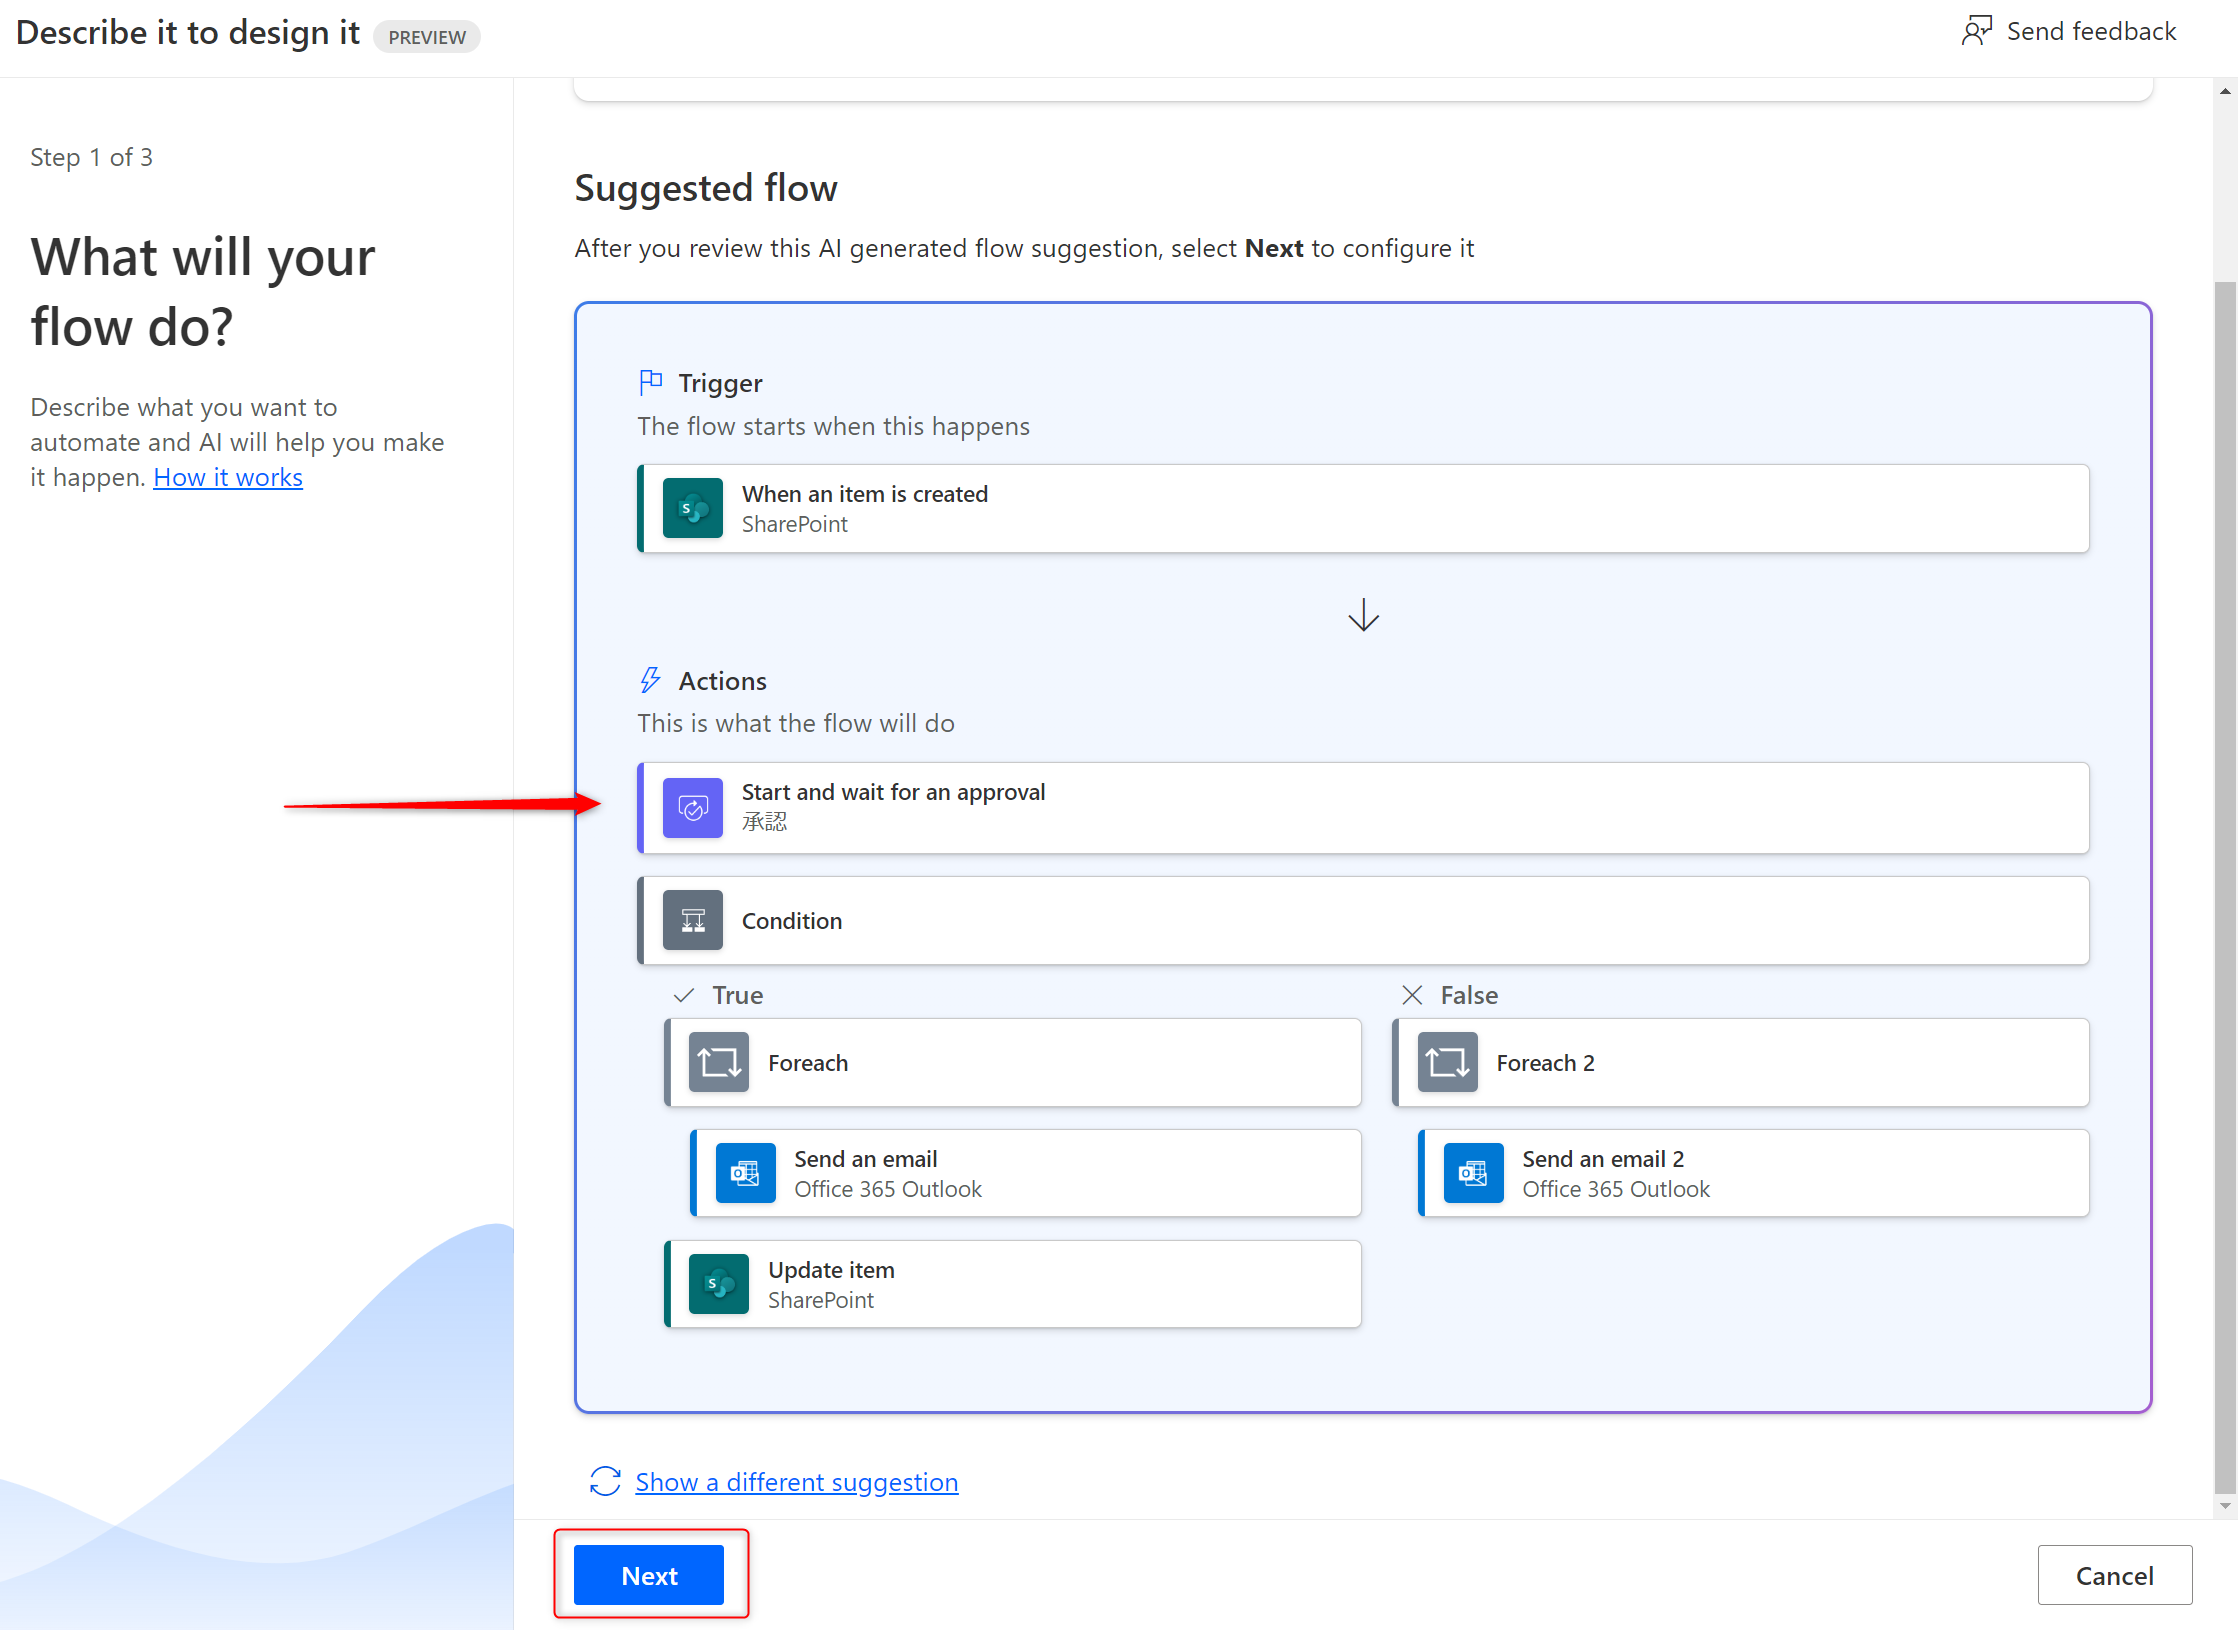 Describe it to design it PREVIEW
Send feedback
Step 1 of 3
What will your
flow do?
Describe what you want to
automate and AI will help you make
it happen. How it works
Suggested flow
After you review this AI generated flow suggestion, select Next to configure it
Trigger
The flow starts when this happens
When an item is created
SharePoint
Actions
This is what the flow will do
Start and wait for an approval
承認
Condition
True
False
Foreach
Foreach 2
Send an email
Office 365 Outlook
Send an email 2
Office 365 Outlook
Update item
SharePoint
Show a different suggestion
Next
Cancel